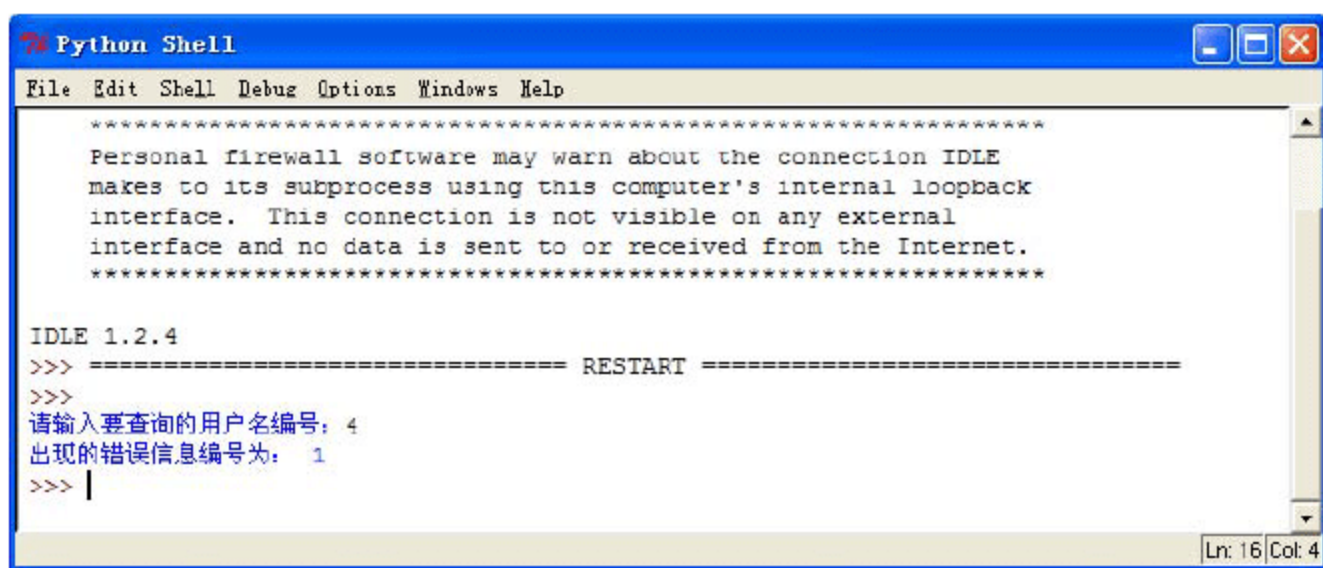 Python Shell
File Edit Shell Debug Options Windows Help
****************************************************************
Personal firewall software may warn about the connection IDLE
makes to its subprocess using this computer's internal loopback
interface.  This connection is not visible on any external
interface and no data is sent to or received from the Internet.
****************************************************************
IDLE 1.2.4
>>> ================================ RESTART ================================
>>>
请输入要查询的用户名编号：4
出现的错误信息编号为： 1
>>>
Ln: 16 Col: 4